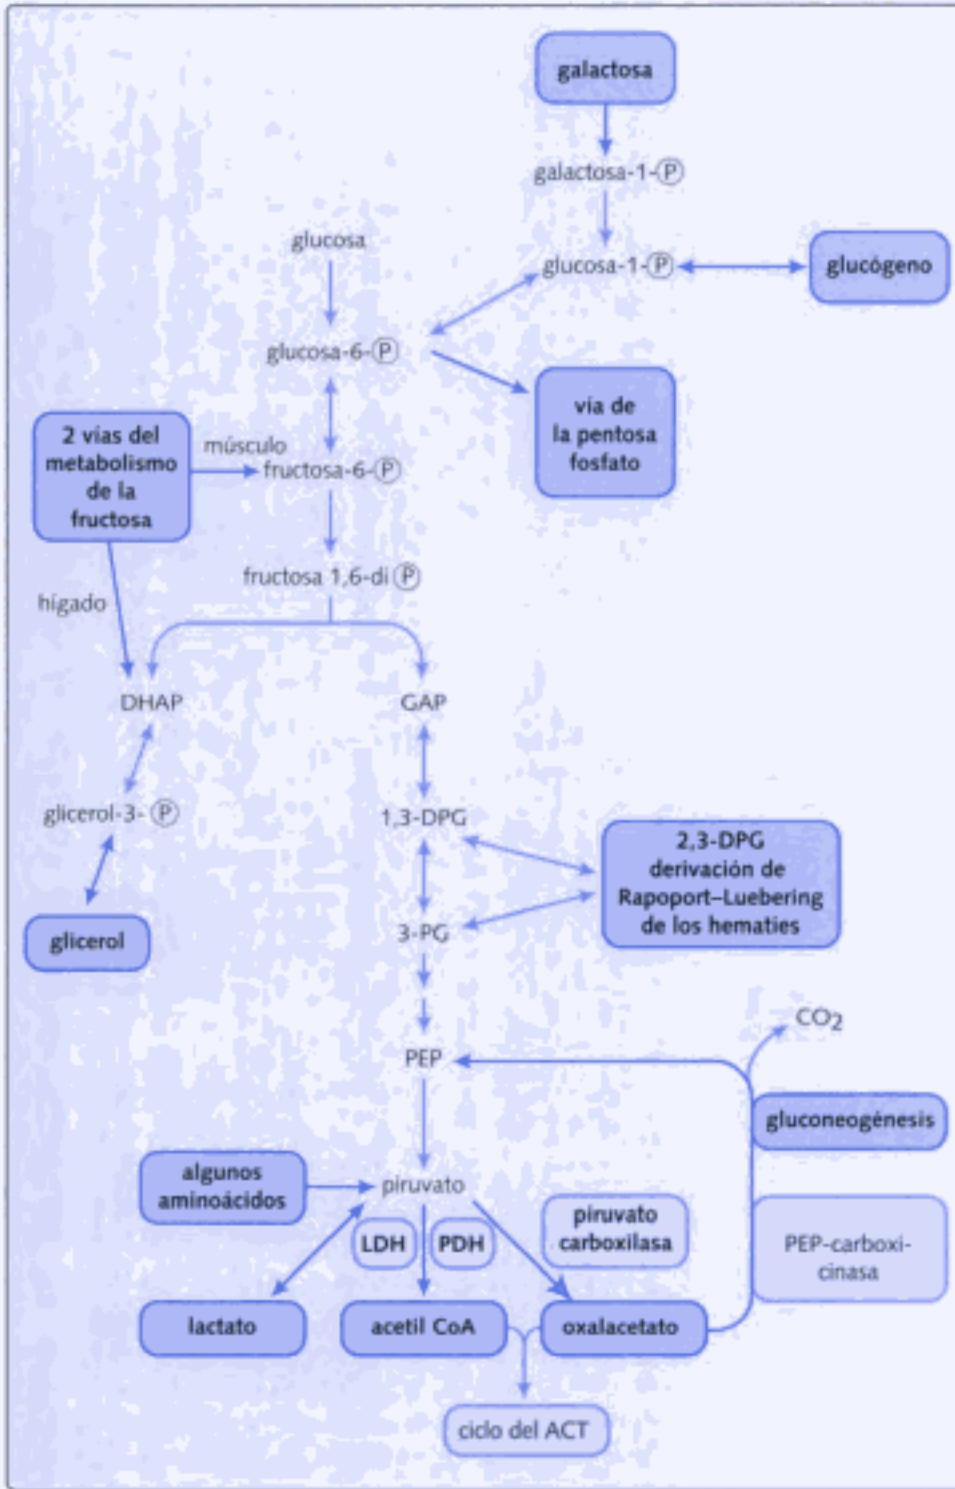 galactosa
galactosa-1-Ⓟ
glucosa
glucosa-1-Ⓟ
glucógeno
glucosa-6-Ⓟ
vía de
la pentosa
fosfato
2 vías del
metabolismo
de la
fructosa
músculo
fructosa-6-Ⓟ
fructosa 1,6-di Ⓟ
hígado
DHAP
GAP
glicerol-3-Ⓟ
1,3-DPG
2,3-DPG
derivación de
Rapoport–Luebering
de los hematies
3-PG
glicerol
CO2
PEP
gluconeogénesis
algunos
aminoácidos
piruvato
piruvato
carboxilasa
LDH
PDH
PEP-carboxi-
cinasa
lactato
acetil CoA
oxalacetato
ciclo del ACT